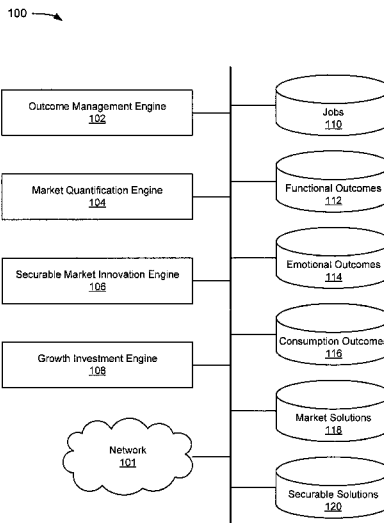 100
Outcome Management Engine
102
Market Quantification Engine
104
Securable Market Innovation Engine
106
Growth Investment Engine
108
Network
101
Jobs
110
Functional Outcomes
112
Emotional Outcomes
114
Consumption Outcomes
116
Market Solutions
118
Securable Solutions
120